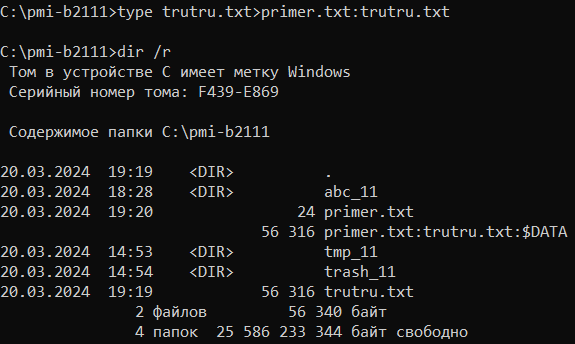 C:\pmi-b2111>type trutru.txt>primer.txt:trutru.txt
C:\pmi-b2111>dir /r
Том в устройстве C имеет метку Windows
Серийный номер тома: F439-E869
Содержимое папки C:\pmi-b2111
20.03.2024  19:19    <DIR>          .
20.03.2024  18:28    <DIR>          abc_11
20.03.2024  19:20                24 primer.txt
                            56 316 primer.txt:trutru.txt:$DATA
20.03.2024  14:53    <DIR>          tmp_11
20.03.2024  14:54    <DIR>          trash_11
20.03.2024  19:19            56 316 trutru.txt
               2 файлов         56 340 байт
               4 папок  25 586 233 344 байт свободно